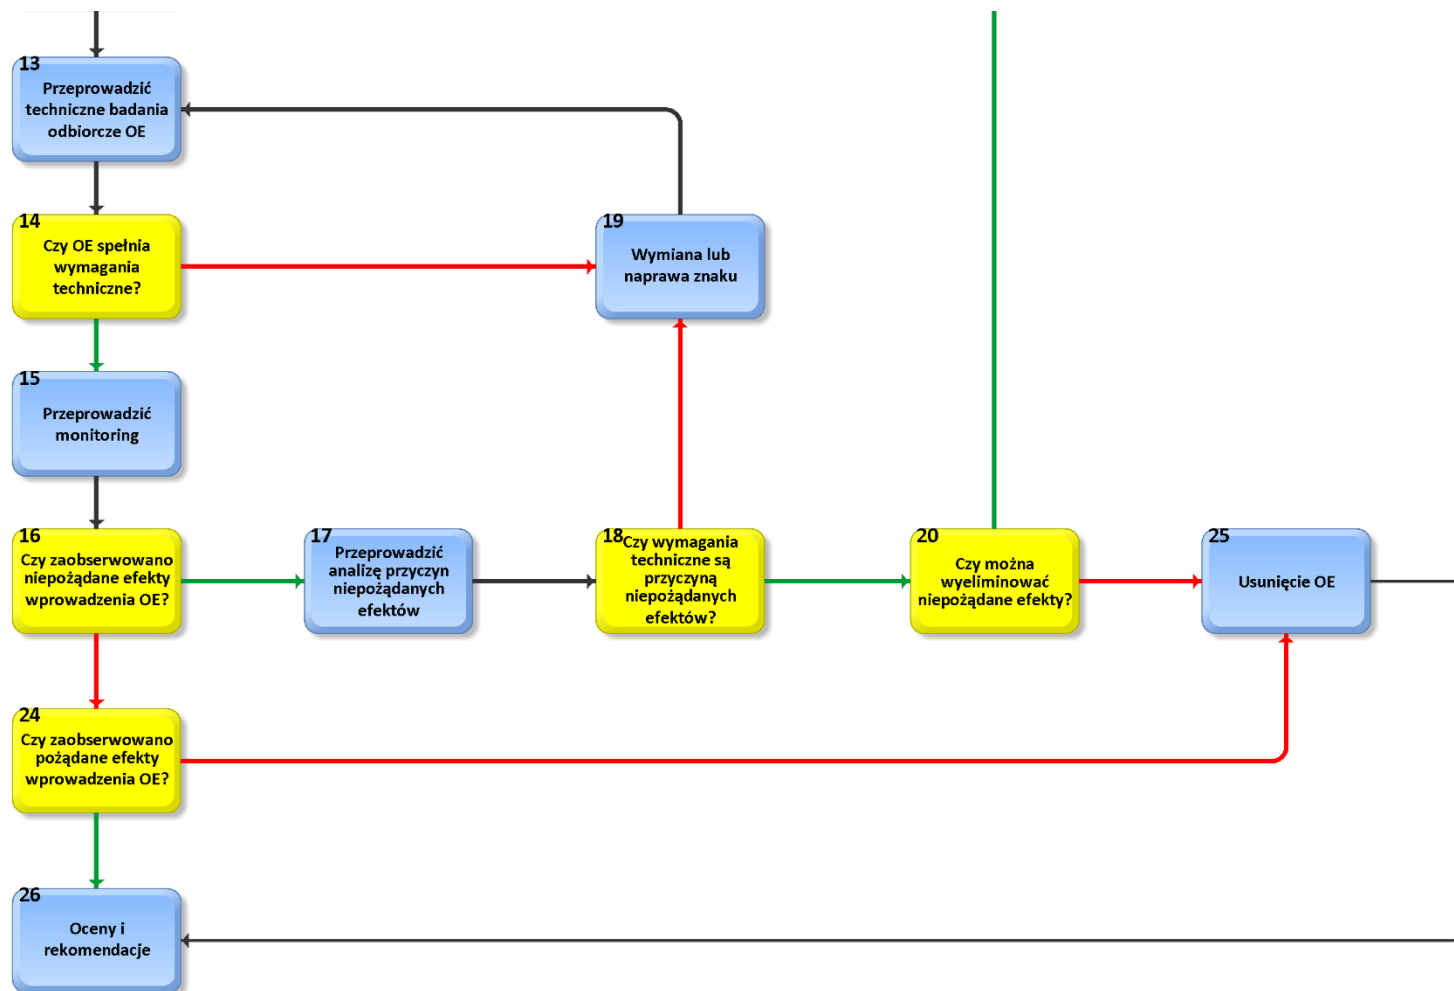 13
Przeprowadzić
techniczne badania
odbiorcze OE
14
Czy OE spełnia
wymagania
techniczne?
19
Wymiana lub
naprawa znaku
15
Przeprowadzić
monitoring
16
Czy zaobserwowano
niepożądane efekty
wprowadzenia OE?
17
Przeprowadzić
analizę przyczyn
niepożądanych
efektów
18
Czy wymagania
techniczne są
przyczyną
niepożądanych
efektów?
20
Czy można
wyeliminować
niepożądane efekty?
25
Usunięcie OE
24
Czy zaobserwowano
pożądane efekty
wprowadzenia OE?
26
Oceny i
rekomendacje